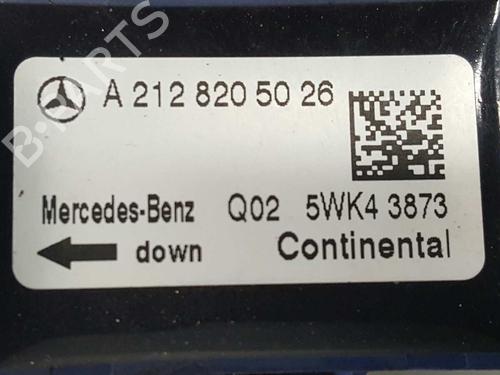 A 212 820 50 26
Mercedes-Benz Q02 5WK4 3873
down Continental
B-PARTS